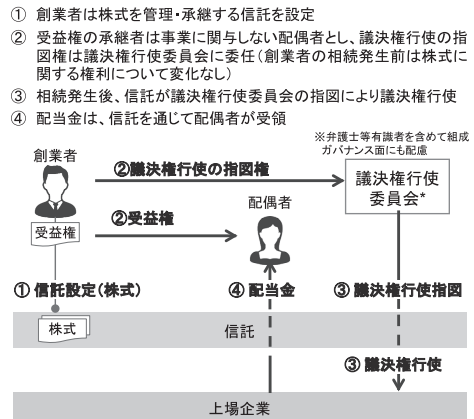 ① 創業者は株式を管理・承継する信託を設定
② 受益権の承継者は事業に関与しない配偶者とし、議決権行使の指
図権は議決権行使委員会に委任(創業者の相続発生前は株式に
関する権利について変化なし)
③ 相続発生後、信託が議決権行使委員会の指図により議決権行使
④ 配当金は、信託を通じて配偶者が受領
※弁護士等有識者を含めて組成
ガバナンス面にも配慮
創業者
②議決権行使の指図権
議決権行使
委員会*
配偶者
受益権
②受益権
① 信託設定(株式)
④ 配当金
③ 議決権行使指図
株式
信託
③ 議決権行使
上場企業